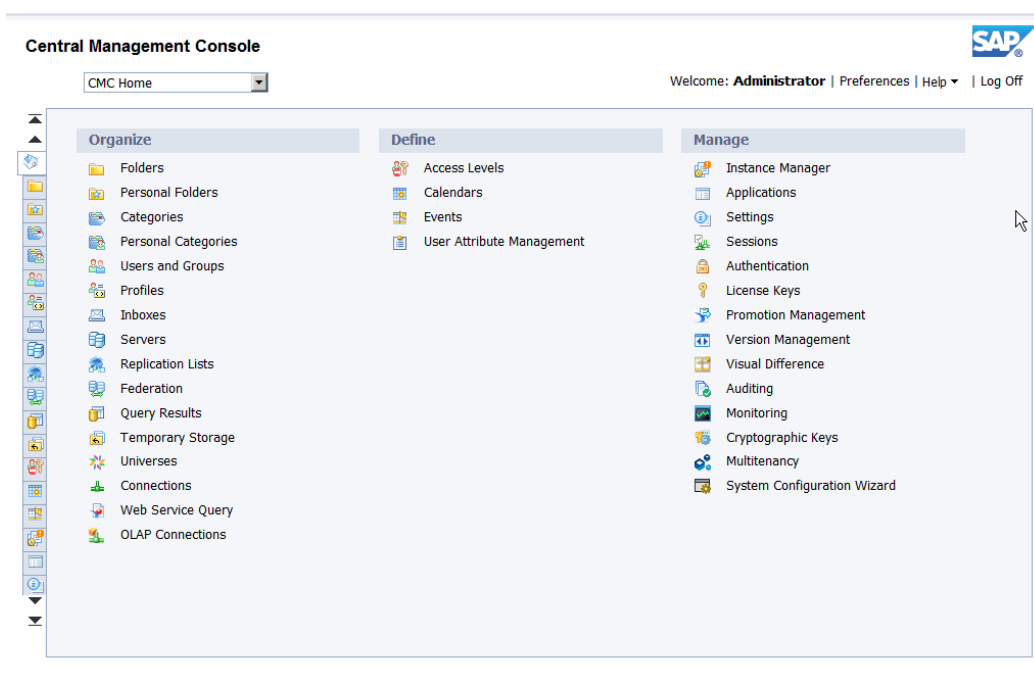 Central Management Console
SAP®
CMC Home
Welcome: Administrator | Preferences | Help | Log Off
Organize
Folders
Personal Folders
Categories
Personal Categories
Users and Groups
Profiles
Inboxes
Servers
Replication Lists
Federation
Query Results
Temporary Storage
Universes
Connections
Web Service Query
OLAP Connections
Define
Access Levels
Calendars
Events
User Attribute Management
Manage
Instance Manager
Applications
Settings
Sessions
Authentication
License Keys
Promotion Management
Version Management
Visual Difference
Auditing
Monitoring
Cryptographic Keys
Multitenancy
System Configuration Wizard